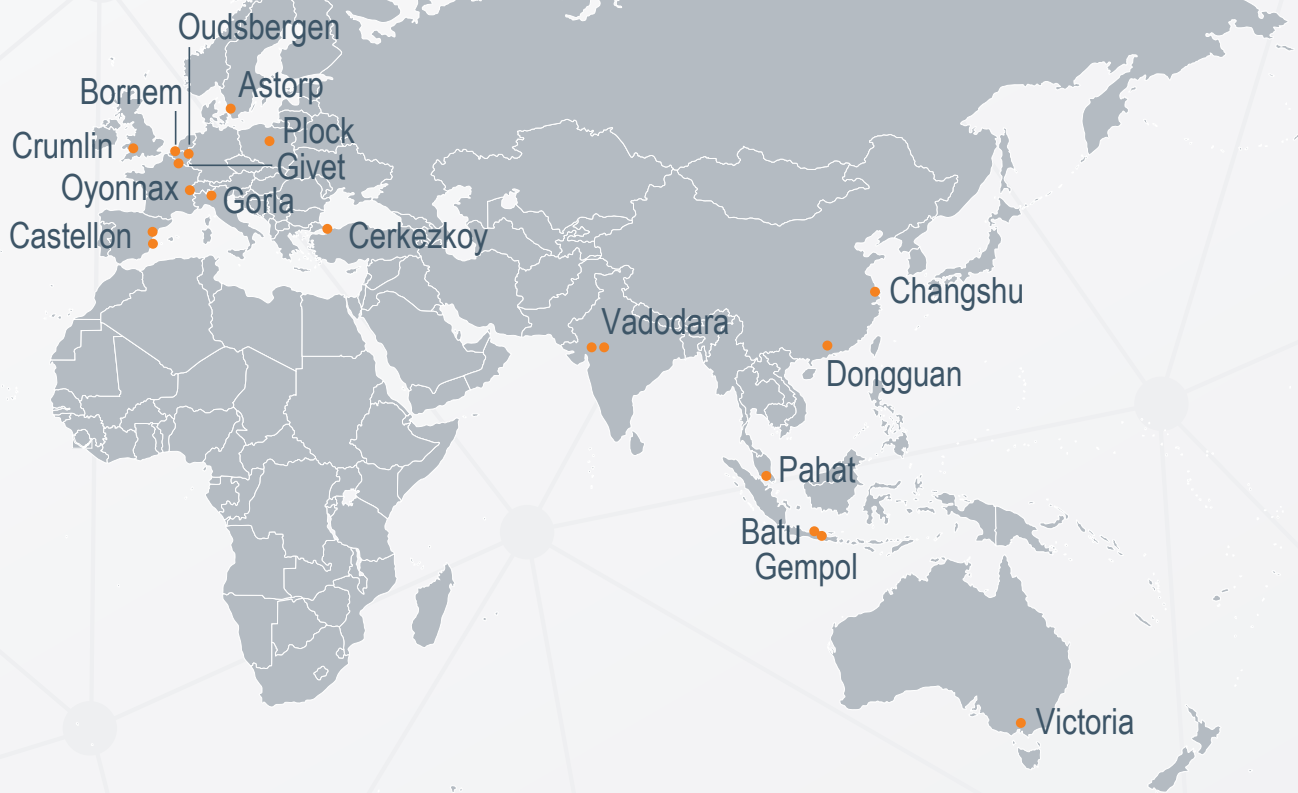 Oudsbergen
Astorp
Bornem
Plock
Crumlin
Givet
Oyonnax
Gorla
Castellon
Cerkezkoy
Changshu
Vadodara
Dongguan
Pahat
Batu
Gempol
Victoria